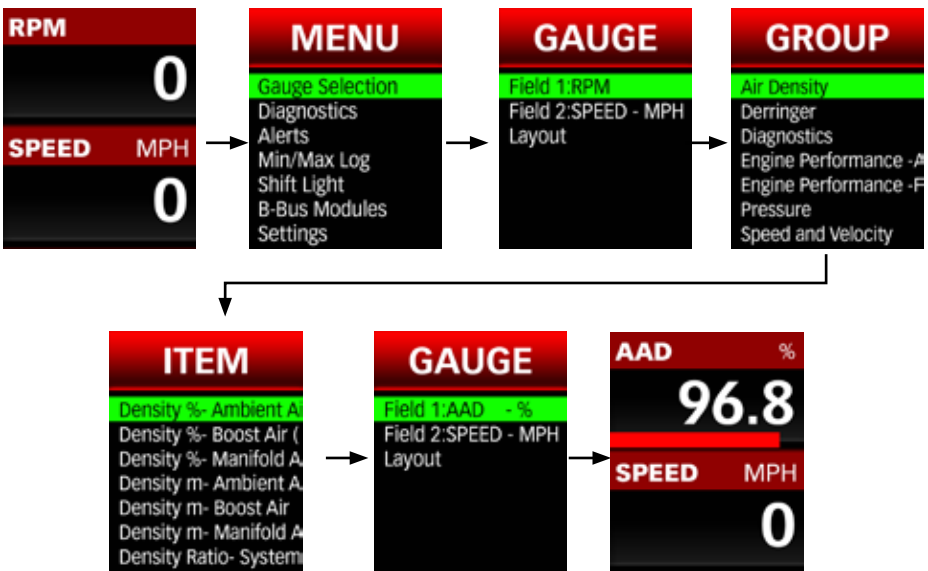 RPM
0
SPEED MPH
0
MENU
Gauge Selection
Diagnostics
Alerts
Min/Max Log
Shift Light
B-Bus Modules
Settings
GAUGE
Field 1:RPM
Field 2:SPEED - MPH
Layout
GROUP
Air Density
Derringer
Diagnostics
Engine Performance -A
Engine Performance -F
Pressure
Speed and Velocity
ITEM
Density %- Ambient Ai
Density %- Boost Air (
Density %- Manifold A
Density m- Ambient A
Density m- Boost Air
Density m- Manifold A
Density Ratio- System
GAUGE
Field 1:AAD - %
Field 2:SPEED - MPH
Layout
AAD %
96.8
SPEED MPH
0